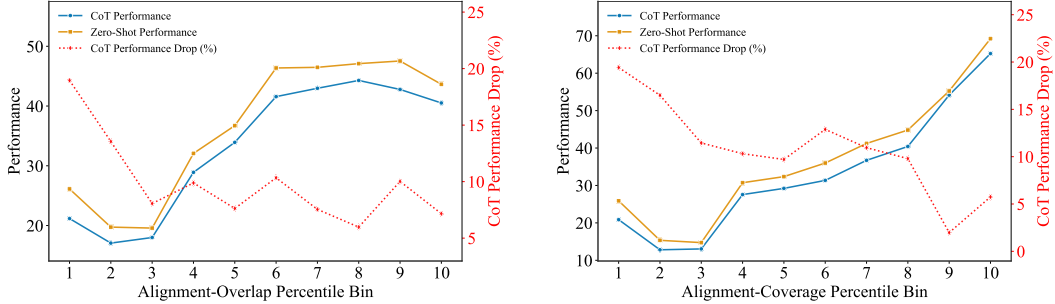 CoT Performance
Zero-Shot Performance
CoT Performance Drop (%)
Performance
50
40
30
20
25
20
15
10
5
CoT Performance Drop (%)
1 2 3 4 5 6 7 8 9 10
Alignment-Overlap Percentile Bin
CoT Performance
Zero-Shot Performance
CoT Performance Drop (%)
Performance
70
60
50
40
30
20
10
25
20
15
10
5
0
CoT Performance Drop (%)
1 2 3 4 5 6 7 8 9 10
Alignment-Coverage Percentile Bin